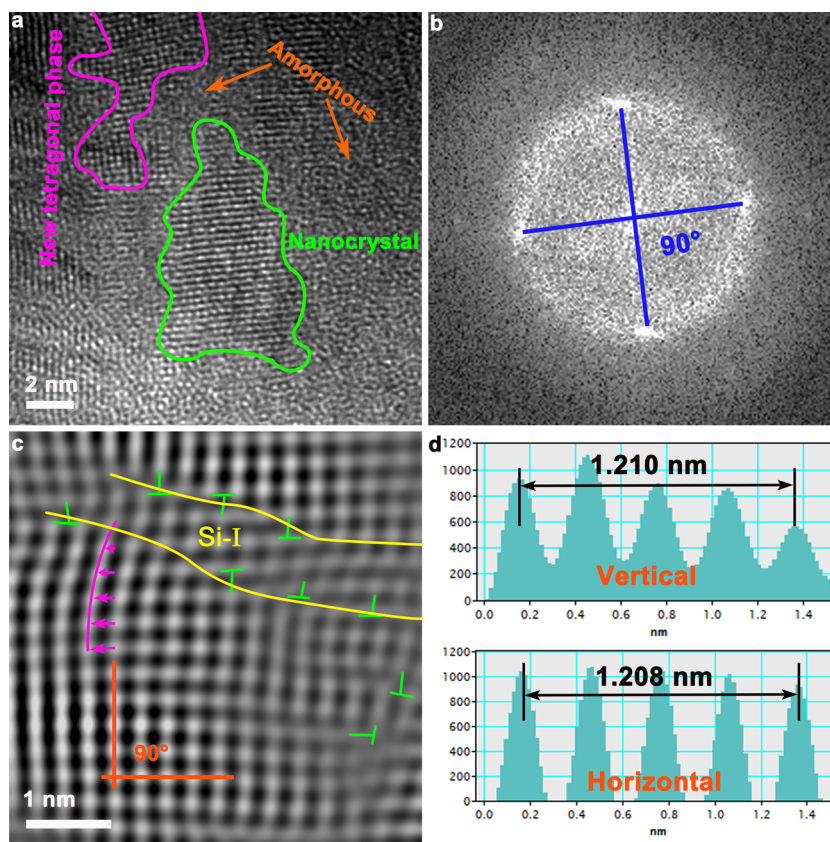 a
New tetragonal phase
Amorphous
Nanocrystal
2 nm
b
90°
c
Si-I
90°
1 nm
d
1200
1000
800
600
400
200
0
1.210 nm
Vertical
0.0 0.2 0.4 0.6 0.8 1.0 1.2 1.4
nm
1200
1000
800
600
400
200
0
1.208 nm
Horizontal
0.0 0.2 0.4 0.6 0.8 1.0 1.2 1.4
nm